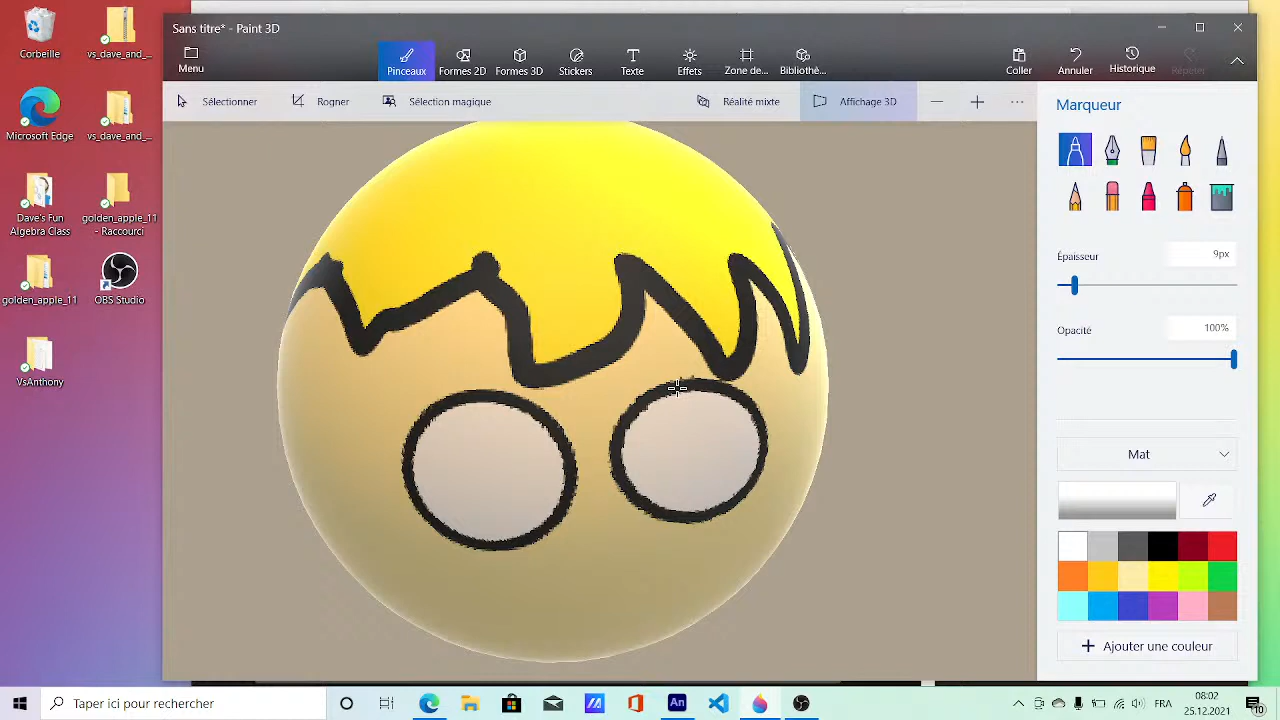 Sans titre* - Paint 3D
Menu
Pinceaux
Formes 2D
Formes 3D
Stickers
Texte
Effets
Zone de...
Bibliothè...
Coller
Annuler
Historique
Répéter
Sélectionner
Rogner
Sélection magique
Réalité mixte
Affichage 3D
Marqueur
Épaisseur
9px
Opacité
100%
Mat
Ajouter une couleur
Corbeille
vs_dave_and_...
Microsoft Edge
vs_dave_and_...
Dave's Fun
Algebra Class
golden_apple_11
- Raccourci
golden_apple_11
OBS Studio
VsAnthony
Taper ici pour rechercher
An
FRA
08:02
25.12.2021
10